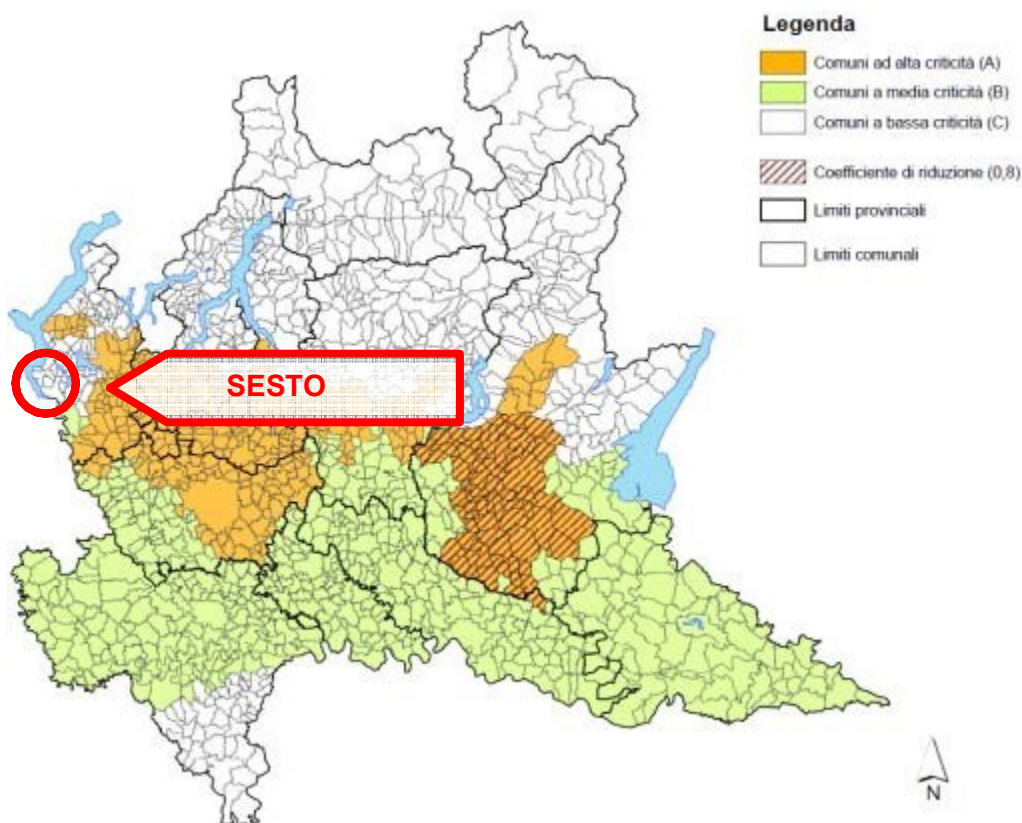 Legenda
Comuni ad alta criticità (A)
Comuni a media criticità (B)
Comuni a bassa criticità (C)
Coefficiente di riduzione (0,8)
Limiti provinciali
Limiti comunali
SESTO
N